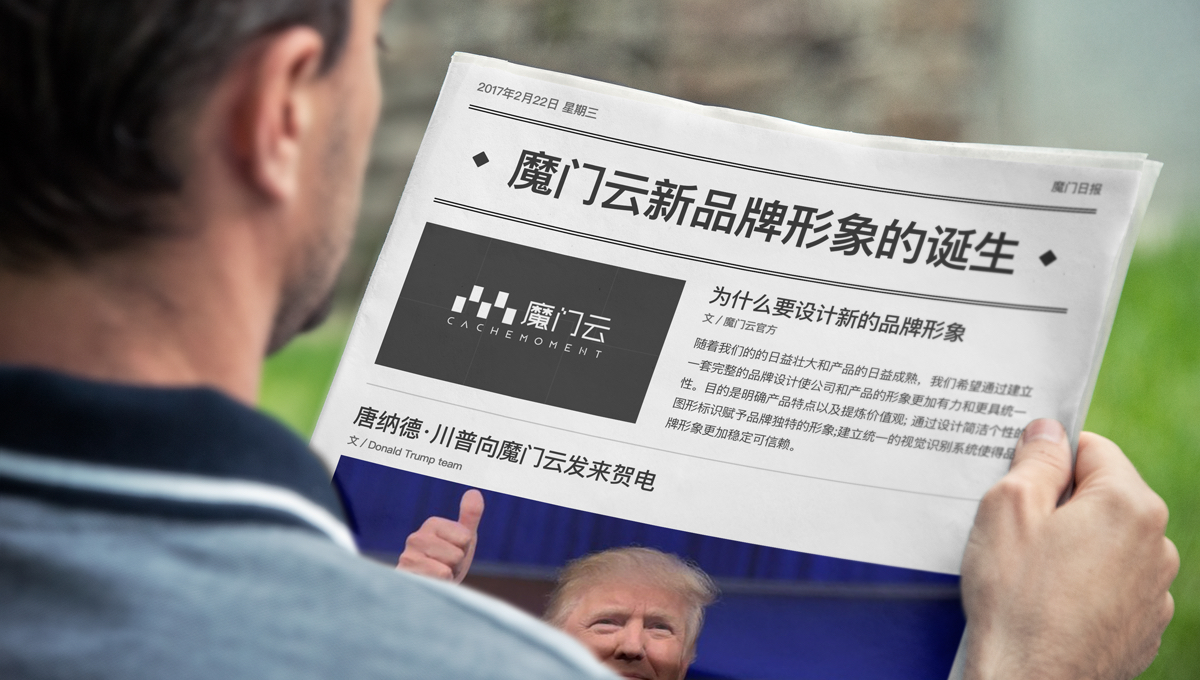 2017年2月22日 星期三
魔门日报
魔门云新品牌形象的诞生
魔门云
CACHEMOMENT
为什么要设计新的品牌形象
文 / 魔门云官方
随着我们的的日益壮大和产品的日益成熟，我们希望通过建立
一套完整的品牌设计使公司和产品的形象更加有力和更具统一
性。目的是明确产品特点以及提炼价值观; 通过设计简洁个性的
图形标识赋予品牌独特的形象;建立统一的视觉识别系统使得品
牌形象更加稳定可信赖。
唐纳德·川普向魔门云发来贺电
文 / Donald Trump team